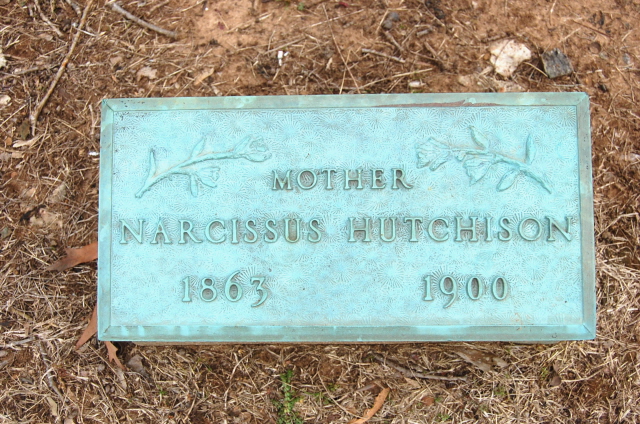 MOTHER
NARCISSUS HUTCHISON
1863 1900